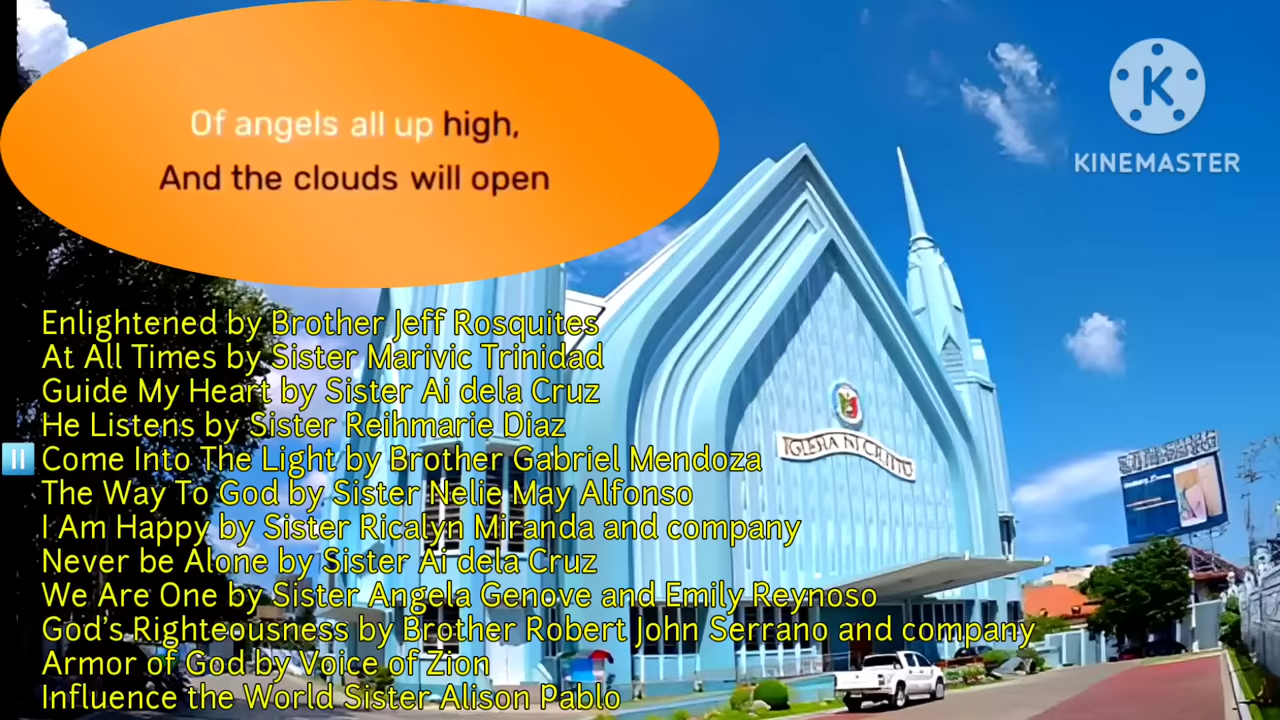 Of angels all up high,
And the clouds will open
KINEMASTER
Enlightened by Brother Jeff Rosquites
At All Times by Sister Marivic Trinidad
Guide My Heart by Sister Ai dela Cruz
He Listens by Sister Reihmarie Diaz
Come Into The Light by Brother Gabriel Mendoza
The Way To God by Sister Nelie May Alfonso
I Am Happy by Sister Ricalyn Miranda and company
Never be Alone by Sister Ai dela Cruz
We Are One by Sister Angela Genove and Emily Reynoso
God's Righteousness by Brother Robert John Serrano and company
Armor of God by Voice of Zion
Influence the World Sister Alison Pablo
IGLESIA NI CRISTO